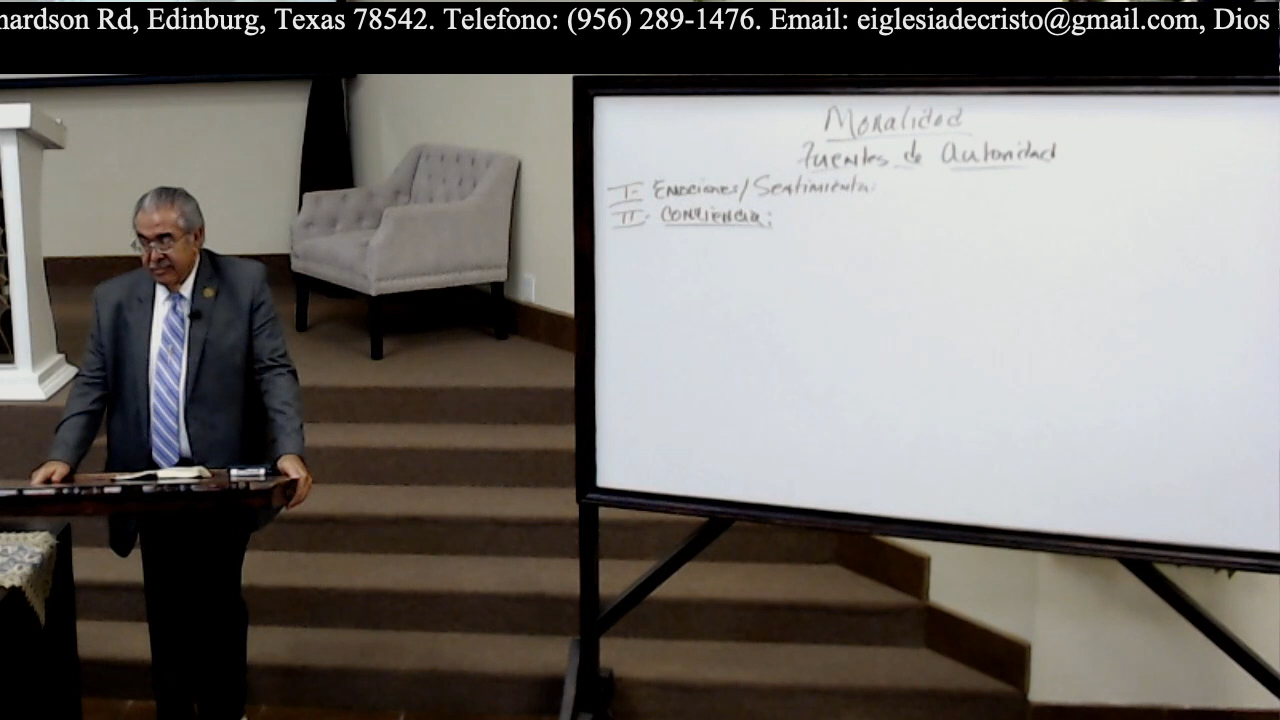 hardson Rd, Edinburg, Texas 78542. Telefono: (956) 289-1476. Email: eiglesiadecristo@gmail.com, Dios
Moralidad
Fuentes de Autoridad
I- Emociones/Sentimiento:
II- Conciencia: